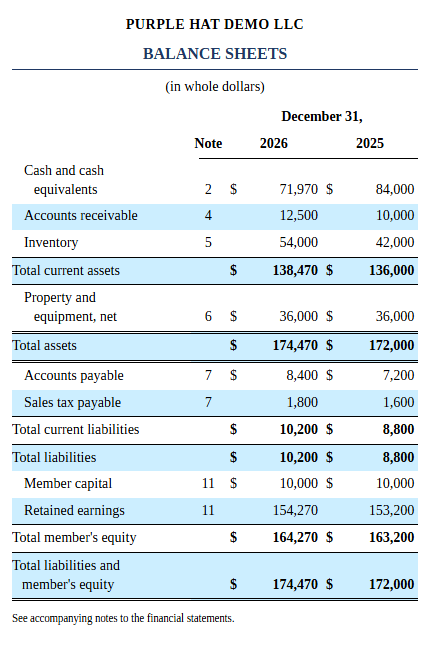 PURPLE HAT DEMO LLC
BALANCE SHEETS
(in whole dollars)
December 31,
Note 2026 2025
Cash and cash
equivalents 2 $ 71,970 $ 84,000
Accounts receivable 4 12,500 10,000
Inventory 5 54,000 42,000
Total current assets $ 138,470 $ 136,000
Property and
equipment, net 6 $ 36,000 $ 36,000
Total assets $ 174,470 $ 172,000
Accounts payable 7 $ 8,400 $ 7,200
Sales tax payable 7 1,800 1,600
Total current liabilities $ 10,200 $ 8,800
Total liabilities $ 10,200 $ 8,800
Member capital 11 $ 10,000 $ 10,000
Retained earnings 11 154,270 153,200
Total member's equity $ 164,270 $ 163,200
Total liabilities and
member's equity $ 174,470 $ 172,000
See accompanying notes to the financial statements.